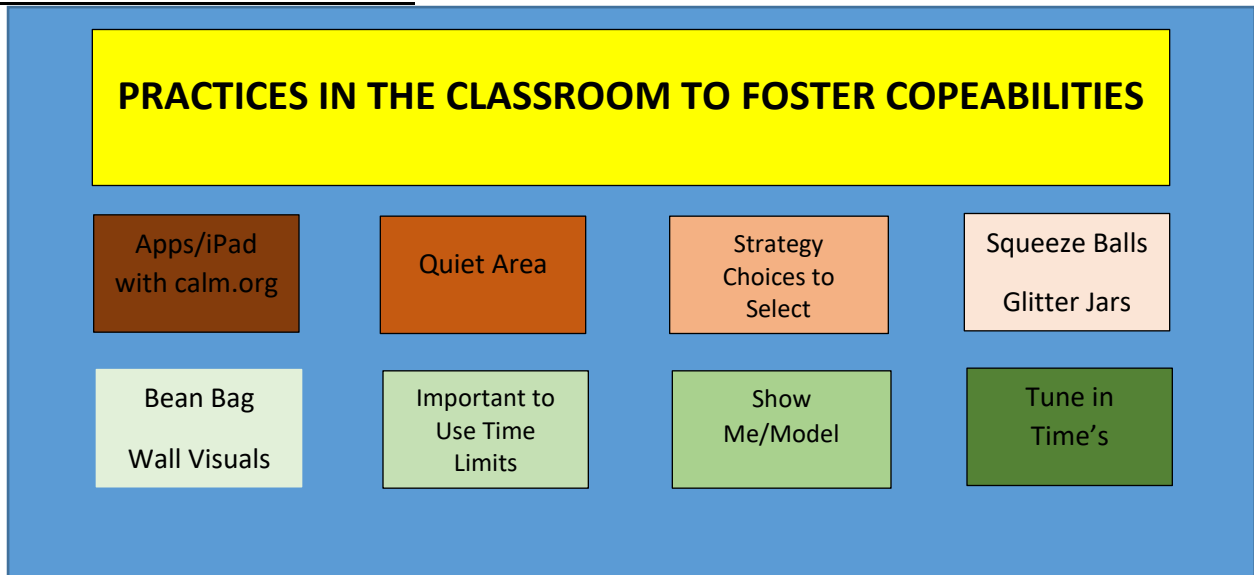 PRACTICES IN THE CLASSROOM TO FOSTER COPEABILITIES
Apps/iPad
with calm.org
Quiet Area
Strategy
Choices to
Select
Squeeze Balls
Glitter Jars
Bean Bag
Wall Visuals
Important to
Use Time
Limits
Show
Me/Model
Tune in
Time’s